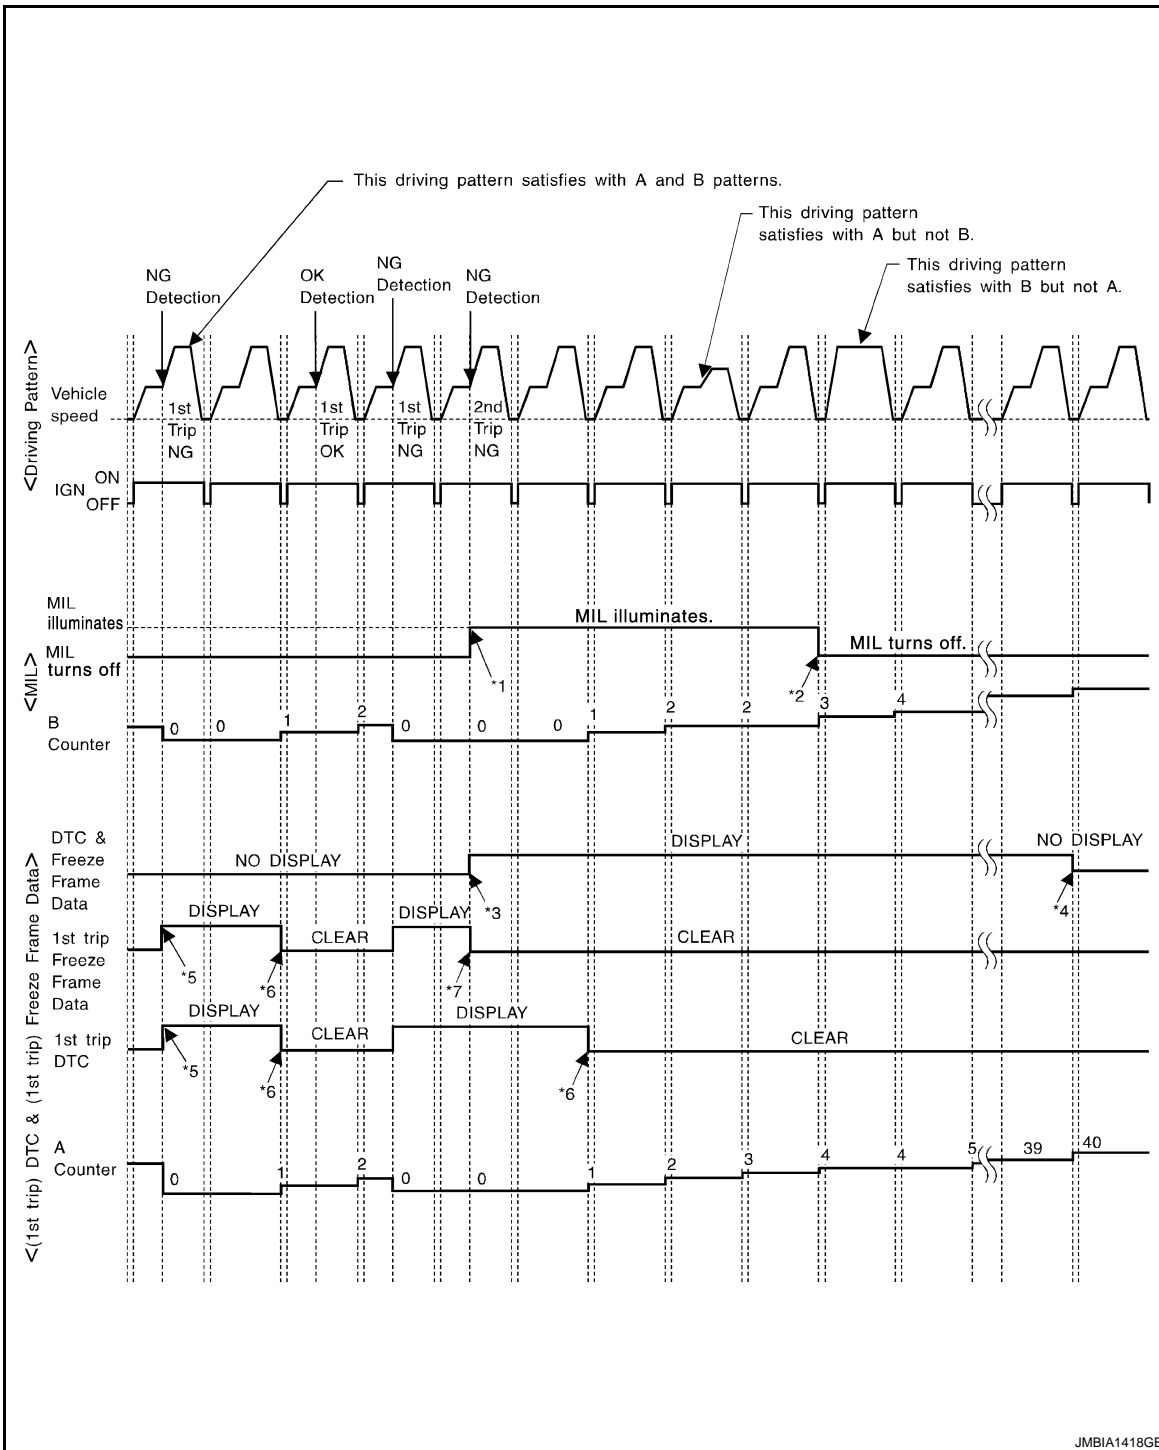 This driving pattern satisfies with A and B patterns.
This driving pattern
satisfies with A but not B.
This driving pattern
satisfies with B but not A.
NG
Detection
OK
Detection
NG
Detection
NG
Detection
<Driving Pattern>
Vehicle
speed
1st
Trip
NG
1st
Trip
OK
1st
Trip
NG
2nd
Trip
NG
IGN ON
OFF
<MIL>
MIL
illuminates
MIL illuminates.
MIL
turns off
MIL turns off.
*1
*2
B
Counter
0 0 1 2 0 0 0 1 2 2 3 4
<(1st trip) DTC & (1st trip) Freeze Frame Data>
DTC &
Freeze
Frame
Data
NO DISPLAY
DISPLAY
NO DISPLAY
*3
*4
1st trip
Freeze
Frame
Data
DISPLAY
CLEAR
DISPLAY
CLEAR
*5
*6
*7
1st trip
DTC
DISPLAY
CLEAR
DISPLAY
CLEAR
*5
*6
*6
A
Counter
0 1 2 0 0 1 2 3 4 4 5 39 40
JMBIA1418GE